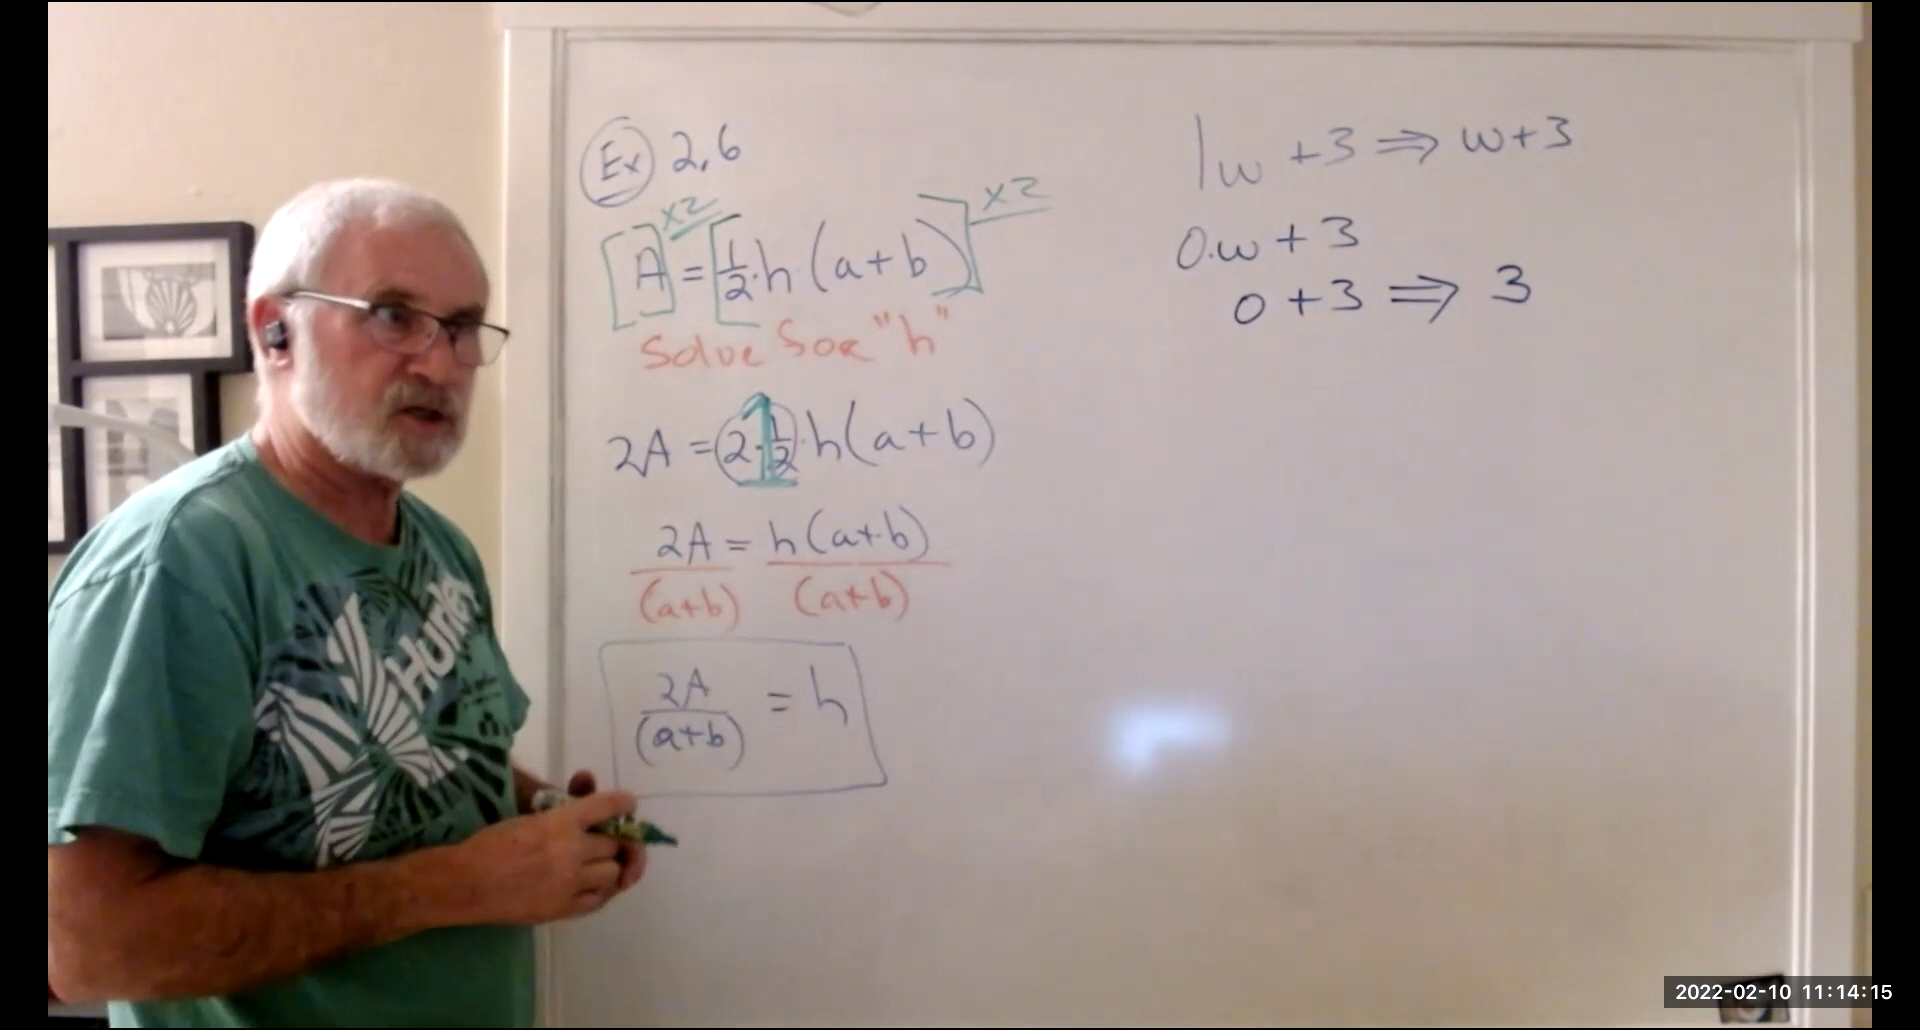 Ex 2.6
[A]x2 = [1/2·h(a+b)]x2
Solve for "h"
2A = 2·1/2·h(a+b)
1
2A = h(a+b)
(a+b) (a+b)
2A/(a+b) = h
1w + 3 ⇒ w+3
0·w + 3
0 + 3 ⇒ 3
Hurley
2022-02-10 11:14:15